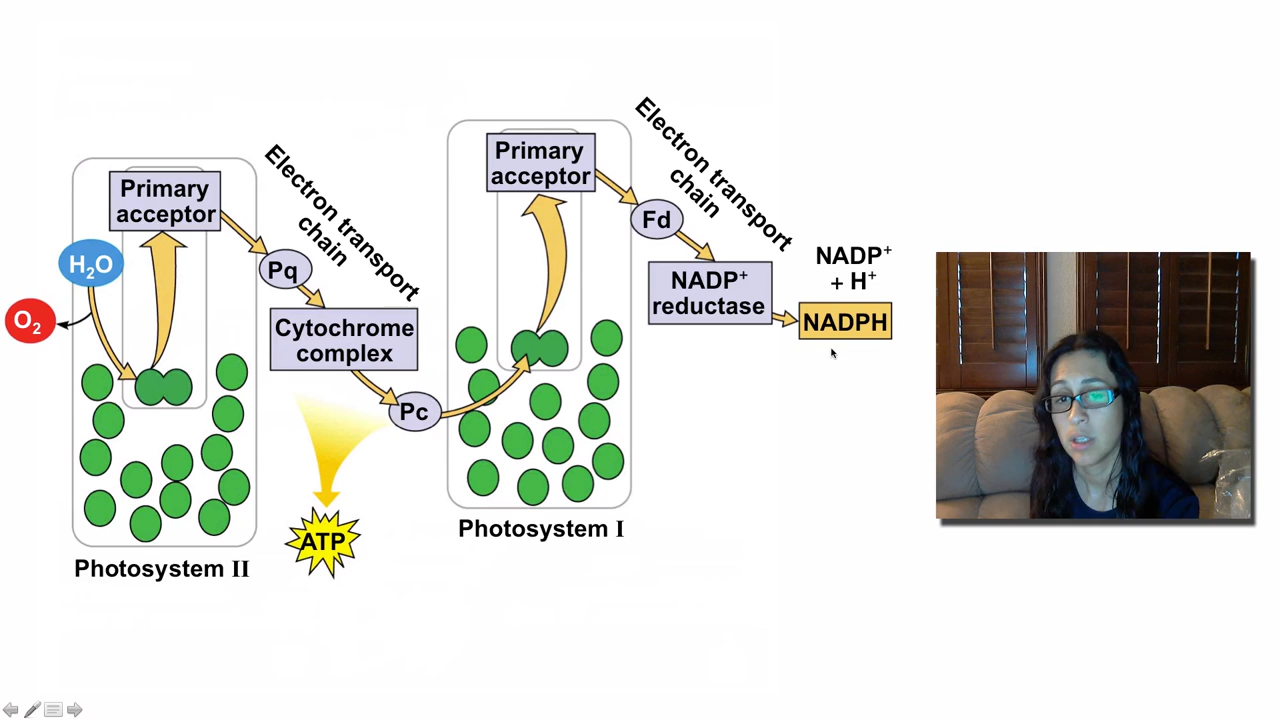 H₂O
O₂
Primary
acceptor
Pq
Electron transport
chain
Cytochrome
complex
Pc
ATP
Photosystem II
Primary
acceptor
Photosystem I
Fd
Electron transport
chain
NADP⁺
reductase
NADP⁺
+ H⁺
NADPH